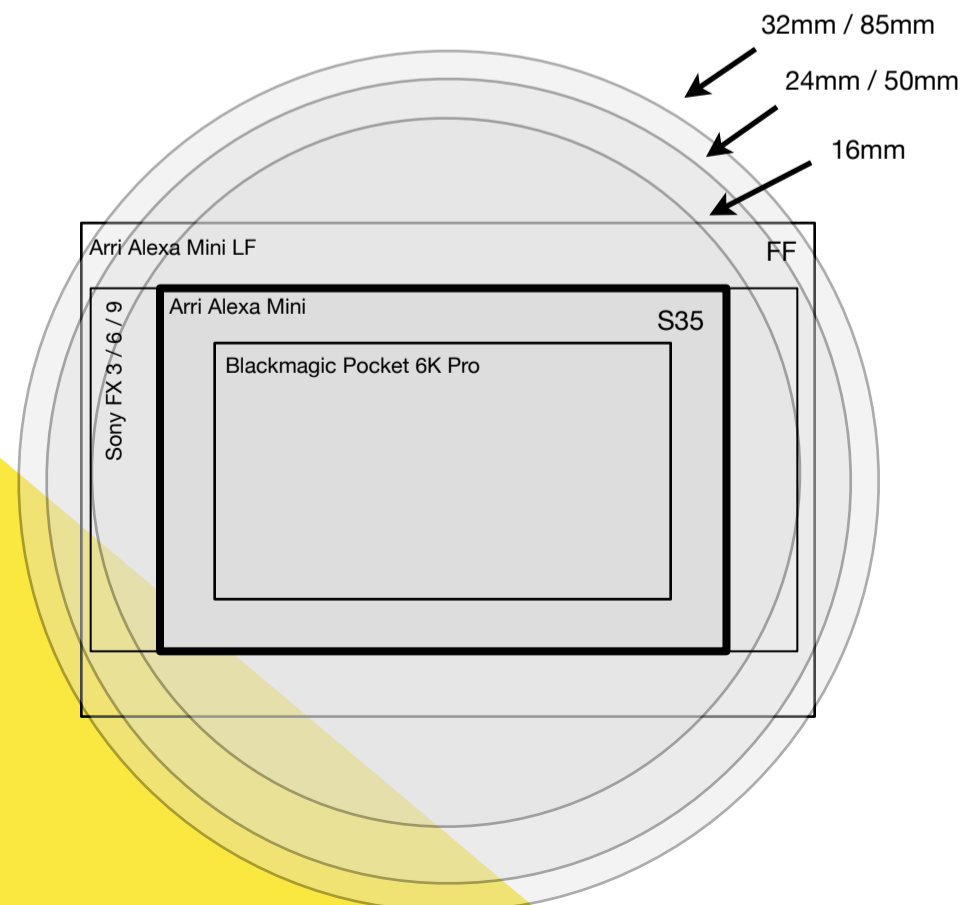 32mm / 85mm
24mm / 50mm
16mm
Arri Alexa Mini LF
FF
Sony FX 3 / 6 / 9
Arri Alexa Mini
S35
Blackmagic Pocket 6K Pro